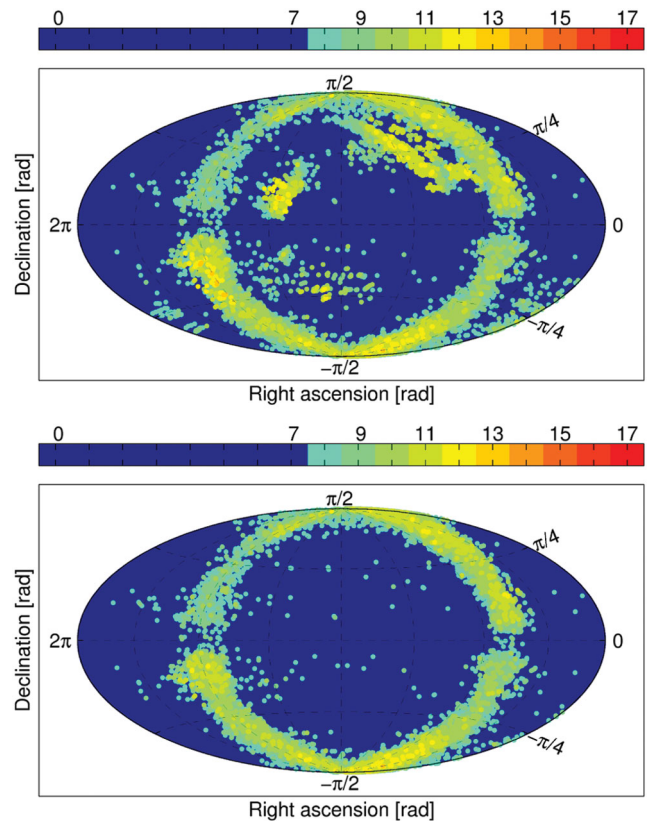 0 7 9 11 13 15 17
π/2
π/4
Declination [rad]
2π
0
−π/4
−π/2
Right ascension [rad]
0 7 9 11 13 15 17
π/2
π/4
Declination [rad]
2π
0
−π/4
−π/2
Right ascension [rad]